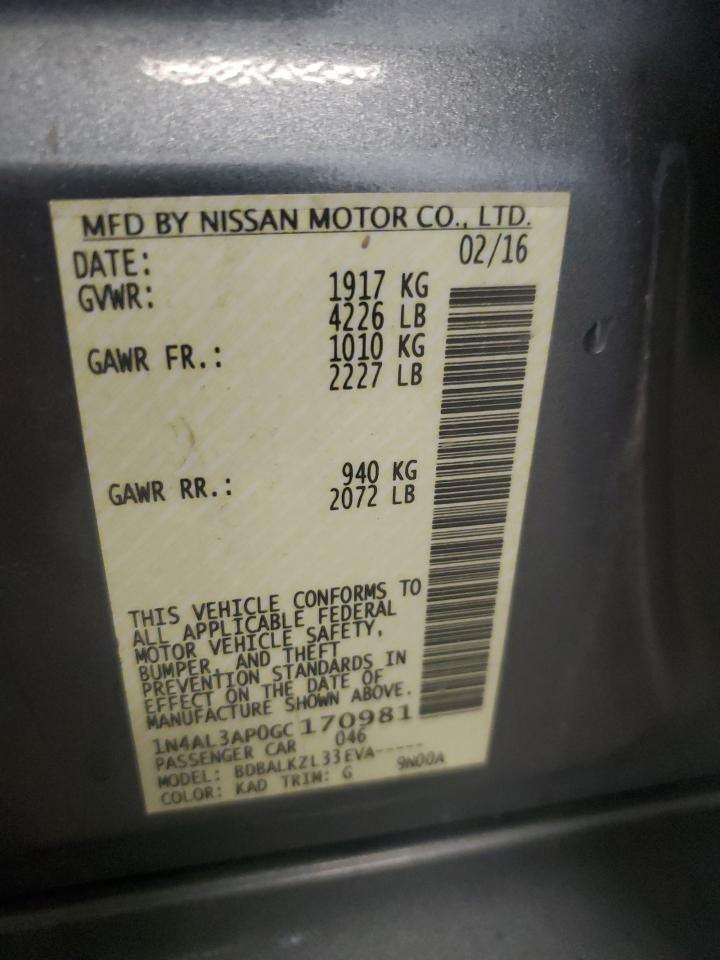 MFD BY NISSAN MOTOR CO., LTD.
DATE: 02/16
GVWR: 1917 KG
4226 LB
GAWR FR.: 1010 KG
2227 LB
GAWR RR.: 940 KG
2072 LB
THIS VEHICLE CONFORMS TO
ALL APPLICABLE FEDERAL
MOTOR VEHICLE SAFETY,
BUMPER, AND THEFT
PREVENTION STANDARDS IN
EFFECT ON THE DATE OF
MANUFACTURE SHOWN ABOVE.
1N4AL3AP0GC170981
PASSENGER CAR 046
MODEL: BDBALKZL33EVA-----
COLOR: KAD TRIM: G 9N00A